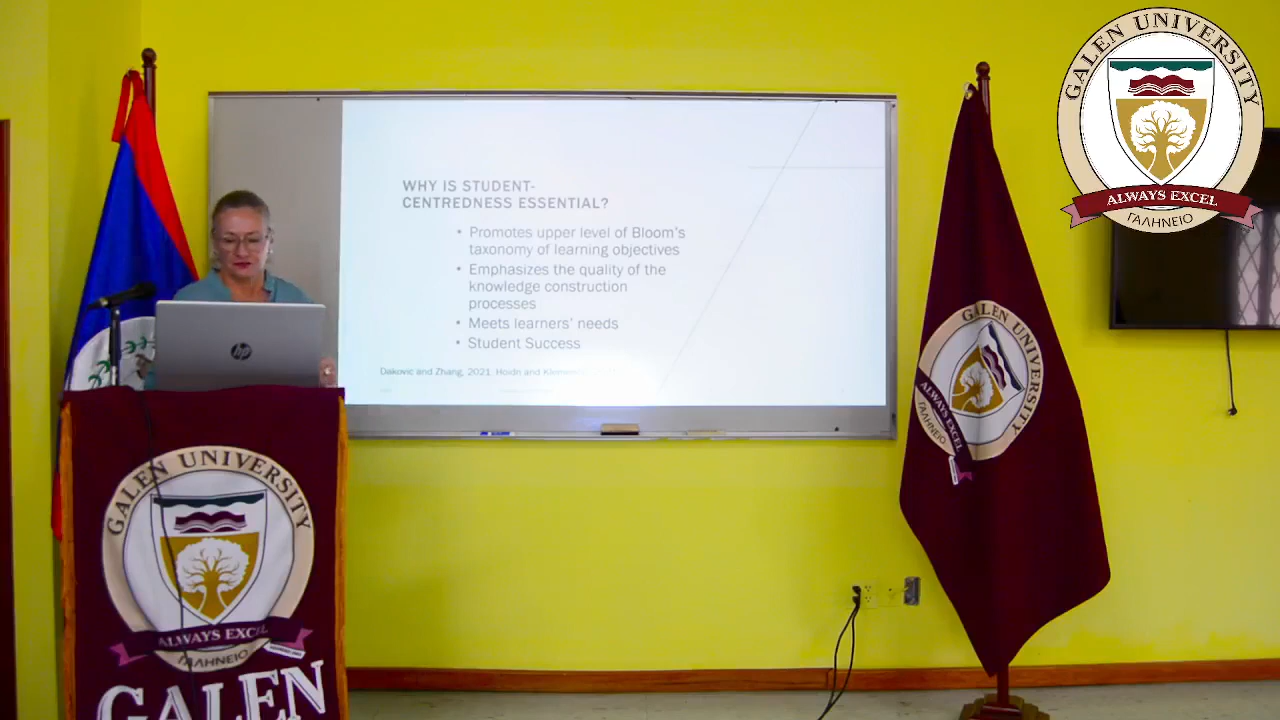 GALEN UNIVERSITY
ALWAYS EXCEL
ΓΑΛΗΝΕΙΟ
WHY IS STUDENT-
CENTREDNESS ESSENTIAL?
• Promotes upper level of Bloom's
taxonomy of learning objectives
• Emphasizes the quality of the
knowledge construction
processes
• Meets learners' needs
• Student Success
Dakovic and Zhang, 2021, Hoidn and
hp
GALEN UNIVERSITY
ALWAYS EXCEL
ΓΑΛΗΝΕΙΟ
GALEN UNIVERSITY
ALWAYS EXCEL
ΓΑΛΗΝΕΙΟ
GALEN